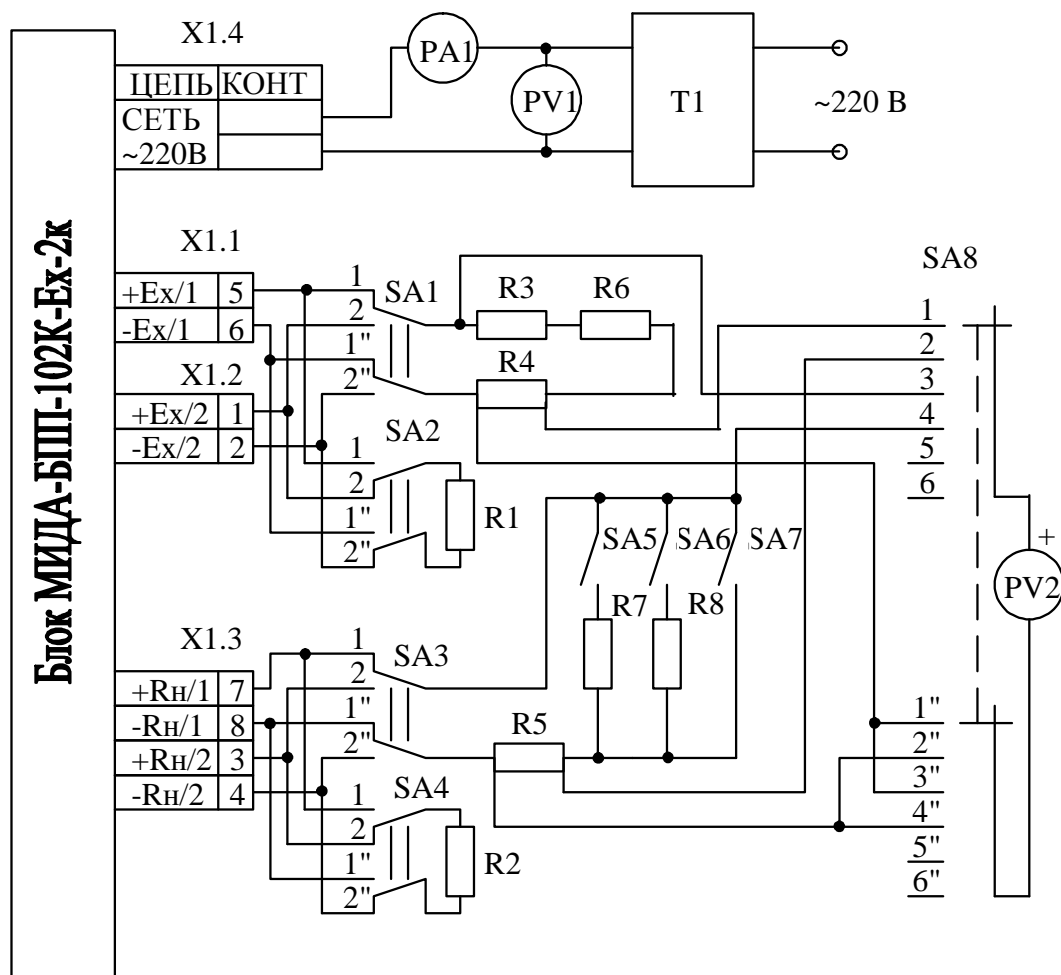 Блок МИДА-БПП-102К-Ex-2к
X1.4
ЦЕПЬ КОНТ
СЕТЬ
~220В
PA1
PV1
T1
~220 В
X1.1
+Ex/1 5
-Ex/1 6
X1.2
+Ex/2 1
-Ex/2 2
1
2
1"
2"
SA1
R3
R6
R4
SA2
1
2
1"
2"
R1
SA8
1
2
3
4
5
6
SA5
SA6
SA7
R7
R8
+
PV2
X1.3
+Rн/1 7
-Rн/1 8
+Rн/2 3
-Rн/2 4
1
2
1"
2"
SA3
R5
SA4
1
2
1"
2"
R2
1"
2"
3"
4"
5"
6"